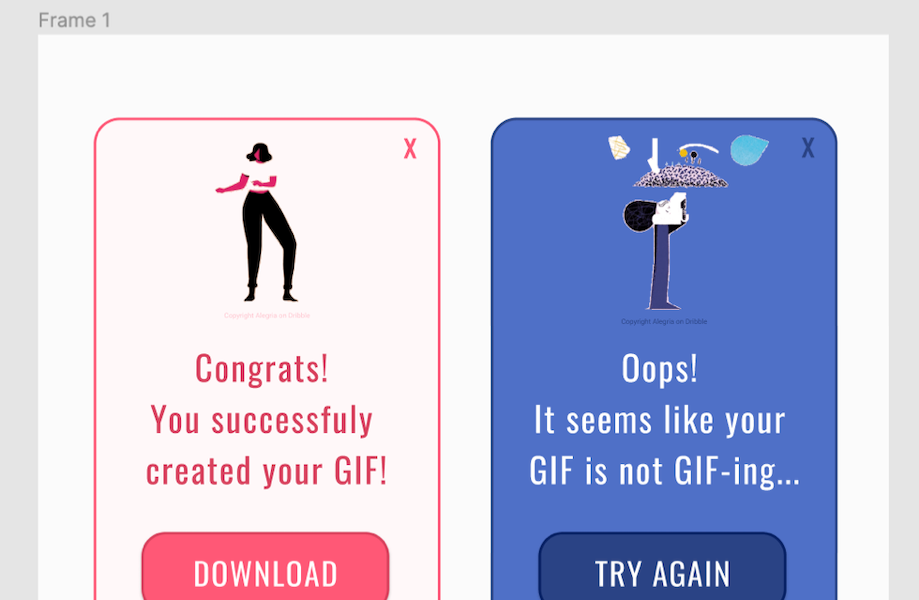 Frame 1
X
Copyright Alegria on Dribble
Congrats!
You successfuly
created your GIF!
DOWNLOAD
X
Copyright Alegria on Dribble
Oops!
It seems like your
GIF is not GIF-ing...
TRY AGAIN